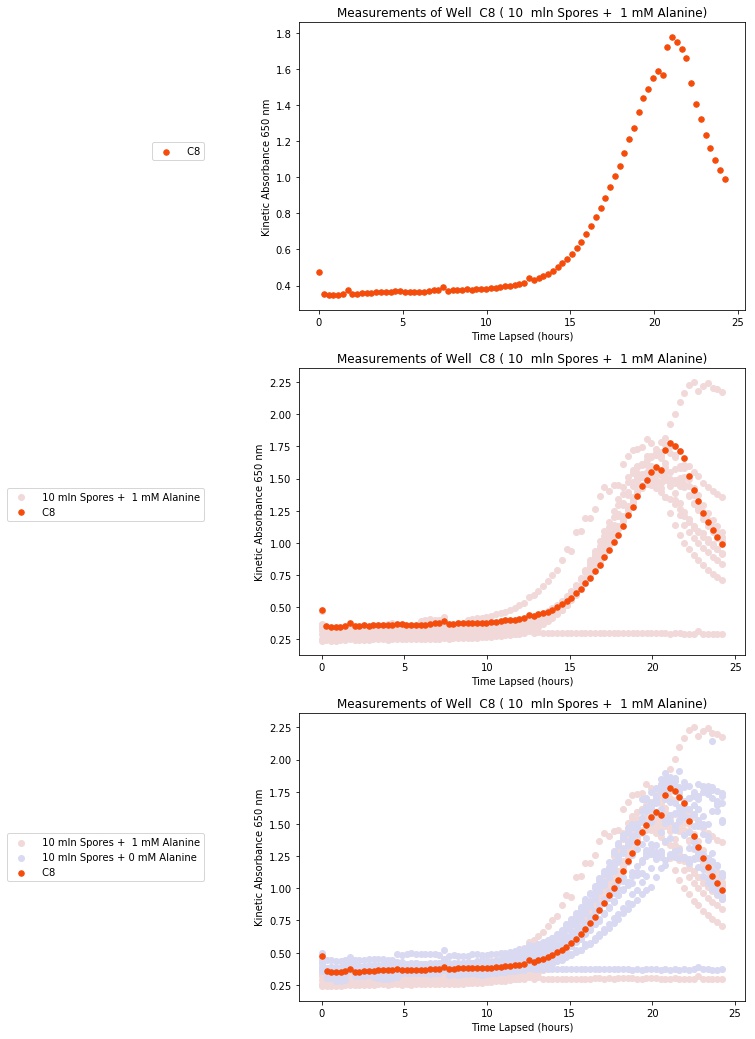 Measurements of Well  C8 ( 10  mln Spores +  1 mM Alanine)
Kinetic Absorbance 650 nm
1.8
1.6
1.4
1.2
1.0
0.8
0.6
0.4
0 5 10 15 20 25
Time Lapsed (hours)
C8
Measurements of Well  C8 ( 10  mln Spores +  1 mM Alanine)
Kinetic Absorbance 650 nm
2.25
2.00
1.75
1.50
1.25
1.00
0.75
0.50
0.25
0 5 10 15 20 25
Time Lapsed (hours)
10 mln Spores +  1 mM Alanine
C8
Measurements of Well  C8 ( 10  mln Spores +  1 mM Alanine)
Kinetic Absorbance 650 nm
2.25
2.00
1.75
1.50
1.25
1.00
0.75
0.50
0.25
0 5 10 15 20 25
Time Lapsed (hours)
10 mln Spores +  1 mM Alanine
10 mln Spores + 0 mM Alanine
C8